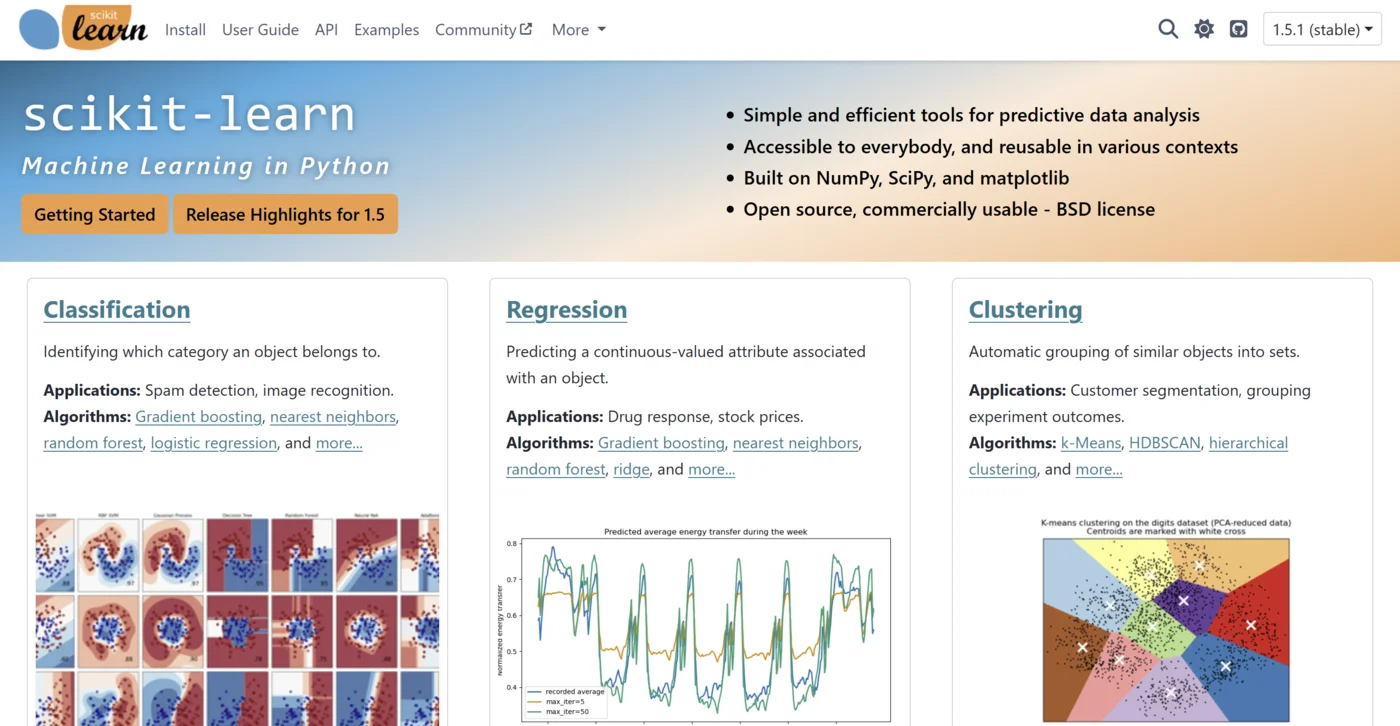 scikit
learn
Install User Guide API Examples Community More
1.5.1 (stable)
scikit-learn
Machine Learning in Python
Getting Started
Release Highlights for 1.5
• Simple and efficient tools for predictive data analysis
• Accessible to everybody, and reusable in various contexts
• Built on NumPy, SciPy, and matplotlib
• Open source, commercially usable - BSD license
Classification
Identifying which category an object belongs to.
Applications: Spam detection, image recognition.
Algorithms: Gradient boosting, nearest neighbors,
random forest, logistic regression, and more...
RBF SVM Gaussian Process Decision Tree Random Forest Neural Net
Regression
Predicting a continuous-valued attribute associated
with an object.
Applications: Drug response, stock prices.
Algorithms: Gradient boosting, nearest neighbors,
random forest, ridge, and more...
Predicted average energy transfer during the week
normalized energy transfer
0.8
0.7
0.6
0.5
0.4
recorded average
max_iter=5
max_iter=50
Clustering
Automatic grouping of similar objects into sets.
Applications: Customer segmentation, grouping
experiment outcomes.
Algorithms: k-Means, HDBSCAN, hierarchical
clustering, and more...
K-means clustering on the digits dataset (PCA-reduced data)
Centroids are marked with white cross